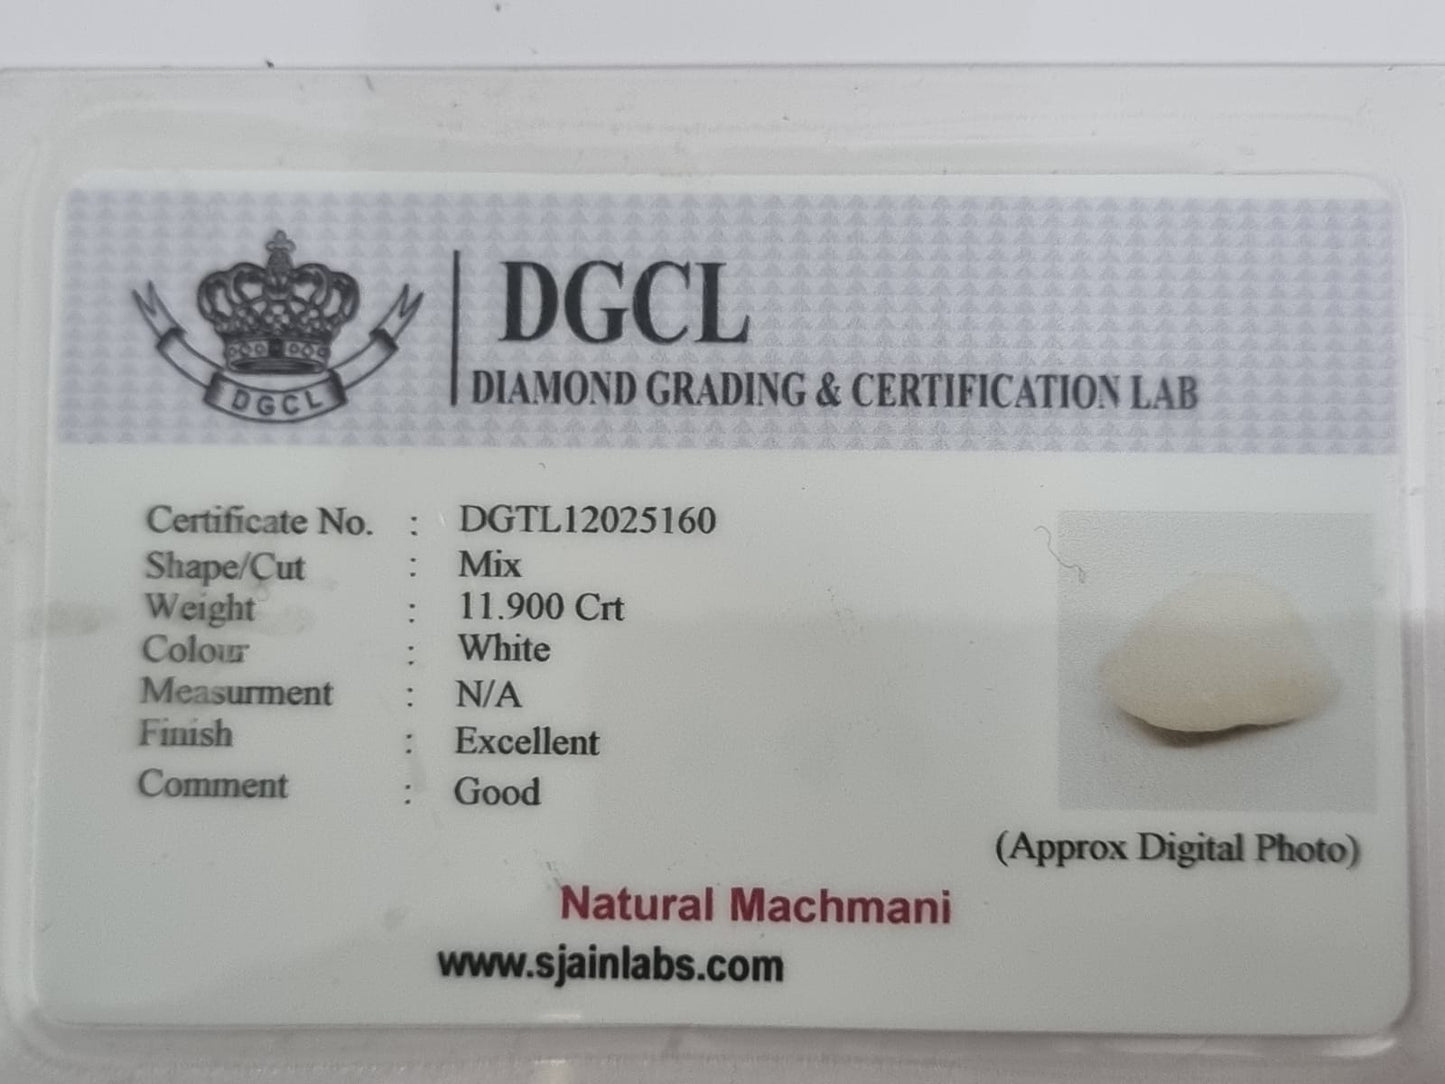 DGCL
DGCL
DIAMOND GRADING & CERTIFICATION LAB
Certificate No. : DGTL12025160
Shape/Cut : Mix
Weight : 11.900 Crt
Colour : White
Measurment : N/A
Finish : Excellent
Comment : Good
(Approx Digital Photo)
Natural Machmani
www.sjainlabs.com